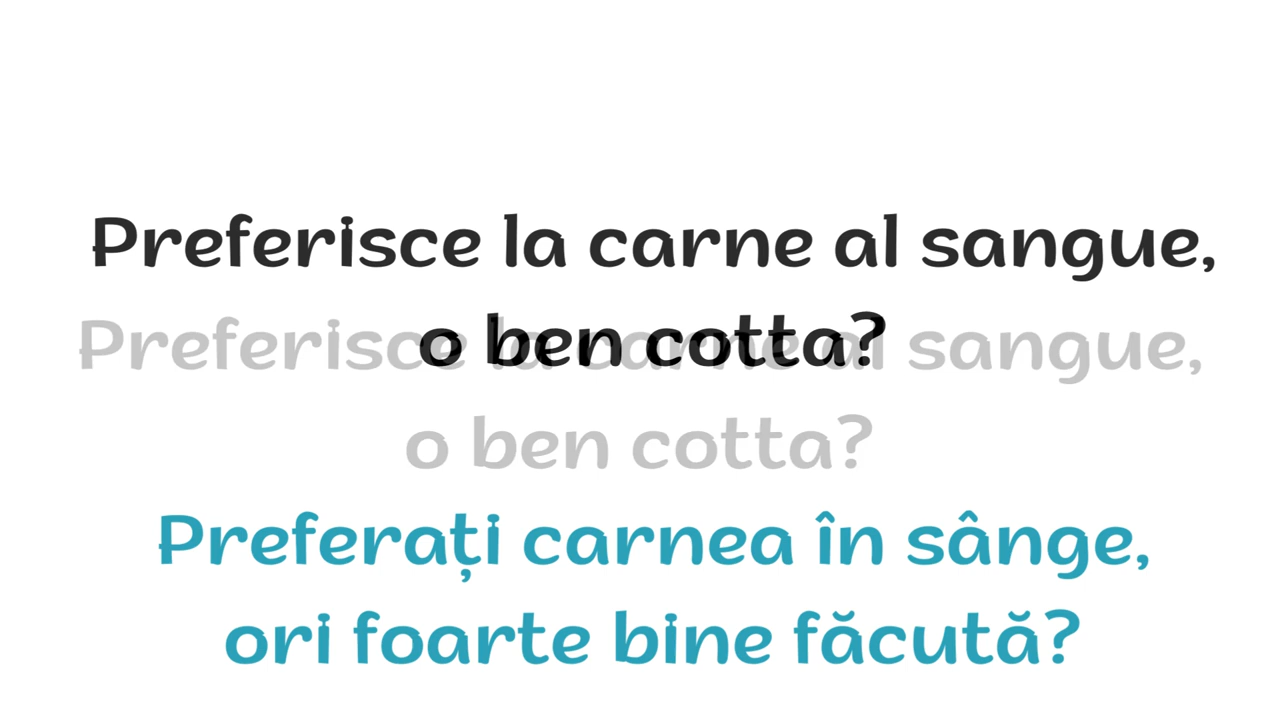 Preferisce la carne al sangue,
o ben cotta?
Preferisce la carne al sangue,
o ben cotta?
Preferați carnea în sânge,
ori foarte bine făcută?